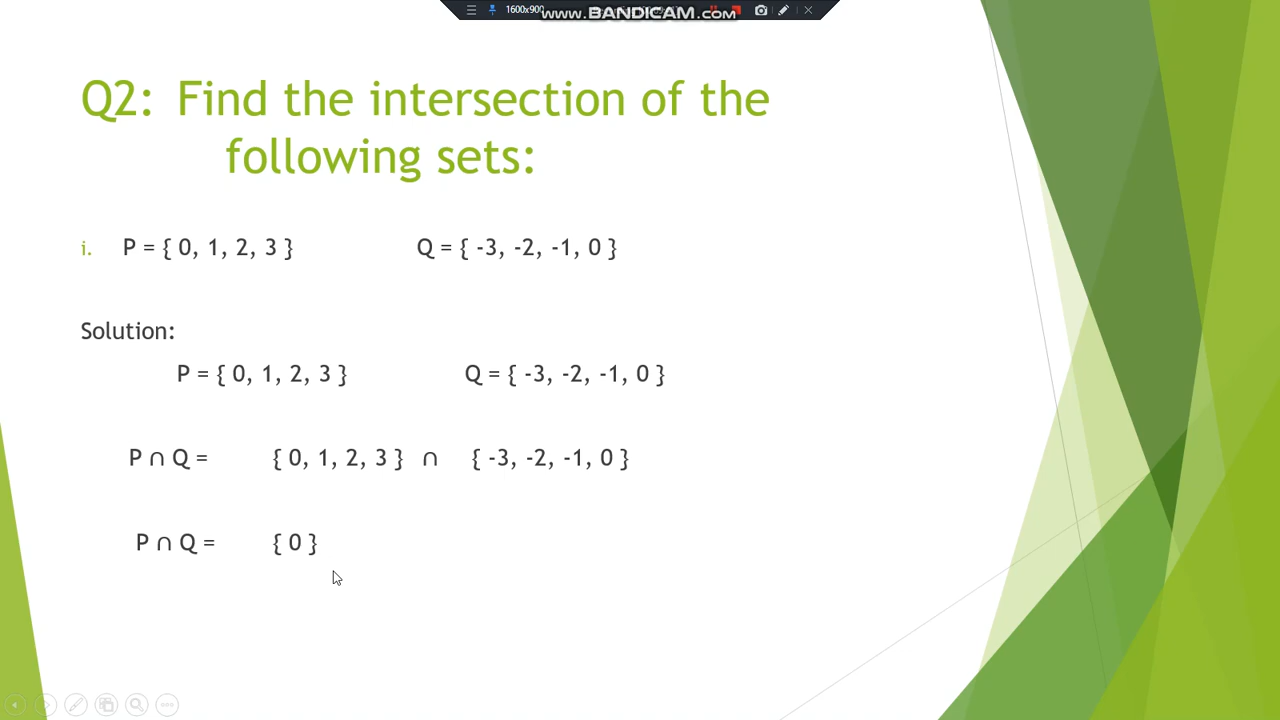 1600x900
www.BANDICAM.com
Q2: Find the intersection of the
following sets:
i. P = { 0, 1, 2, 3 } Q = { -3, -2, -1, 0 }
Solution:
P = { 0, 1, 2, 3 } Q = { -3, -2, -1, 0 }
P ∩ Q = { 0, 1, 2, 3 } ∩ { -3, -2, -1, 0 }
P ∩ Q = { 0 }